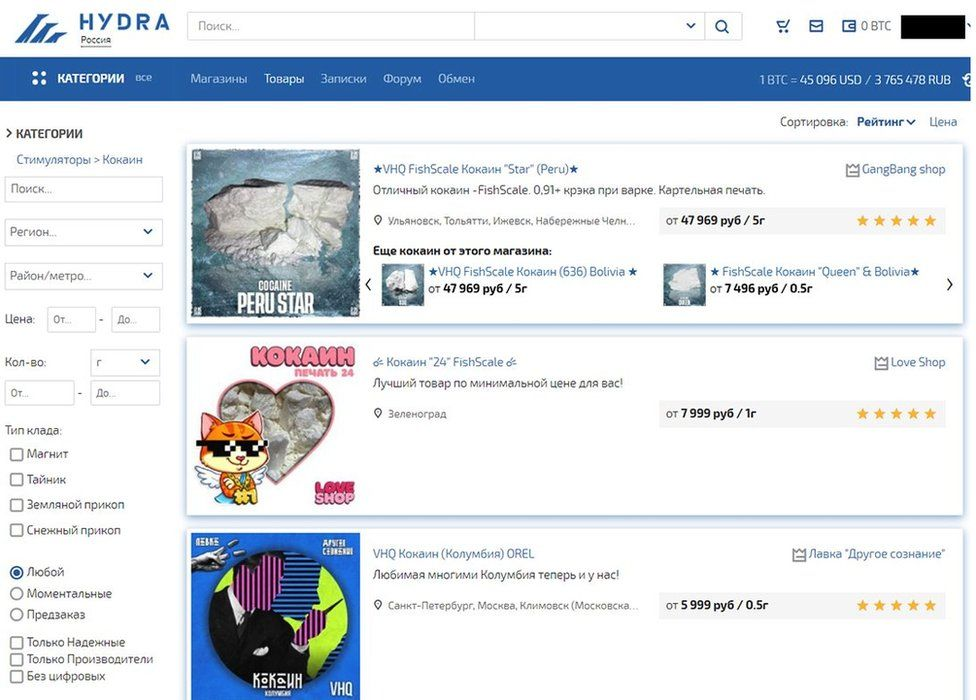 HYDRA
Россия
Поиск...
0 BTC
КАТЕГОРИИ все Магазины Товары Записки Форум Обмен 1 BTC = 45 096 USD / 3 765 478 RUB
Сортировка: Рейтинг Цена
КАТЕГОРИИ
Стимуляторы > Кокаин
Поиск...
Регион...
Район/метро...
Цена: От... - До...
Кол-во: г
От... - До...
Тип клада:
Магнит
Тайник
Земляной прикоп
Снежный прикоп
Любой
Моментальные
Предзаказ
Только Надежные
Только Производители
Без цифровых
COCAINE
PERU STAR
★VHQ FishScale Кокаин "Star" (Peru)★
GangBang shop
Отличный кокаин -FishScale. 0,91+ крэка при варке. Картельная печать.
Ульяновск, Тольятти, Ижевск, Набережные Челн...
от 47 969 руб / 5г
Еще кокаин от этого магазина:
★VHQ FishScale Кокаин (636) Bolivia ★
от 47 969 руб / 5г
★ FishScale Кокаин "Queen" & Bolivia★
от 7 496 руб / 0.5г
КОКАИН
ПЕЧАТЬ 24
#1
LOVE
SHOP
Кокаин "24" FishScale
Love Shop
Лучший товар по минимальной цене для вас!
Зеленоград
от 7 999 руб / 1г
ЛАВКА
ДРУГОЕ
СОЗНАНИЕ
КОКАИН
КОЛУМБИЯ
VHQ
VHQ Кокаин (Колумбия) OREL
Лавка "Другое сознание"
Любимая многими Колумбия теперь и у нас!
Санкт-Петербург, Москва, Климовск (Московска...
от 5 999 руб / 0.5г